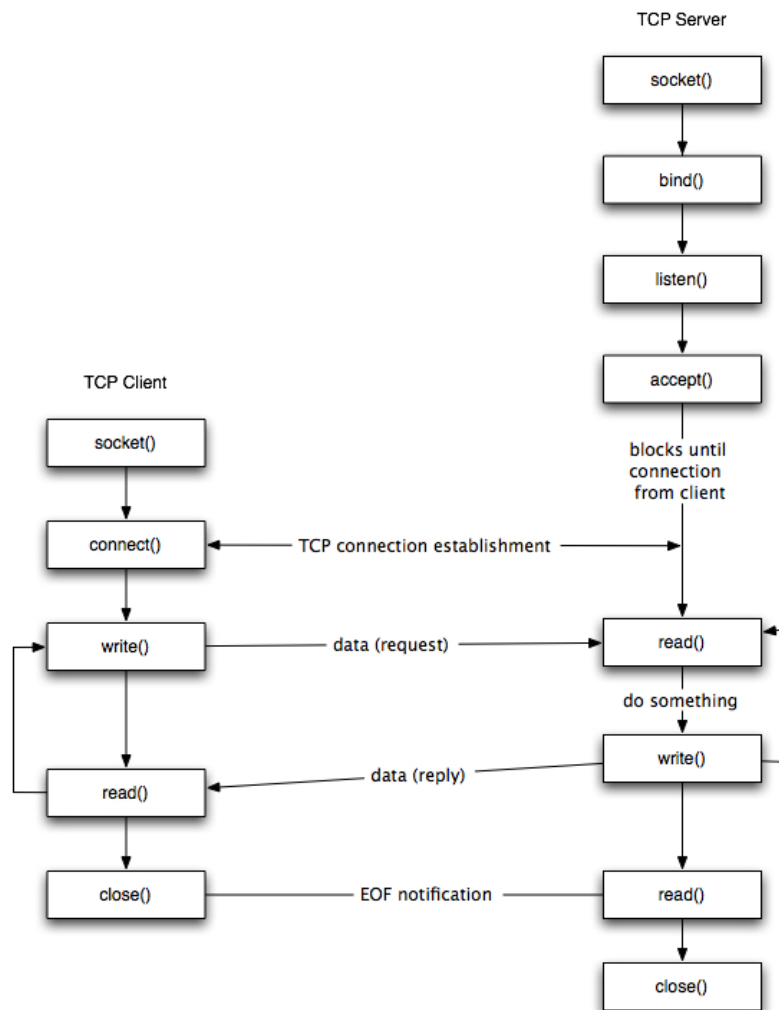 TCP Server
socket()
bind()
listen()
accept()
TCP Client
blocks until
connection
from client
socket()
connect()
TCP connection establishment
write()
data (request)
read()
do something
write()
data (reply)
read()
close()
EOF notification
read()
close()